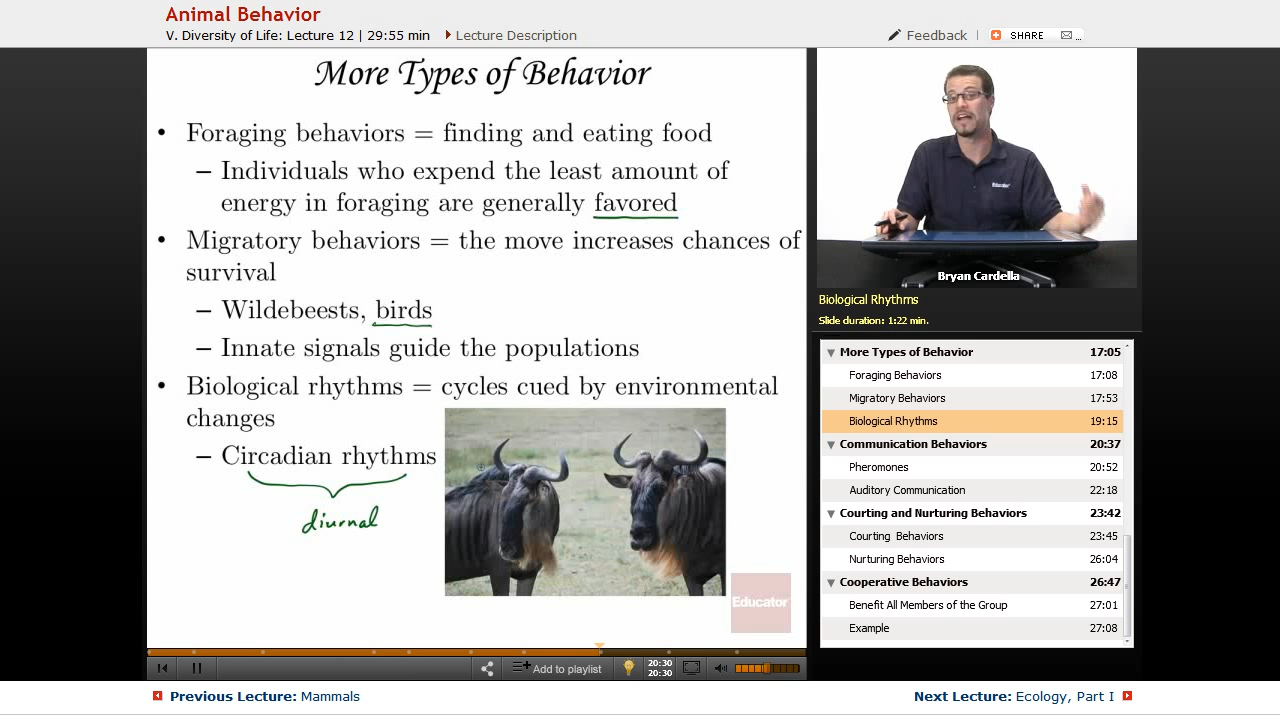 Animal Behavior
V. Diversity of Life: Lecture 12 | 29:55 min
Lecture Description
Feedback
SHARE
...
More Types of Behavior
• Foraging behaviors = finding and eating food
– Individuals who expend the least amount of
energy in foraging are generally favored
• Migratory behaviors = the move increases chances of
survival
– Wildebeests, birds
– Innate signals guide the populations
• Biological rhythms = cycles cued by environmental
changes
– Circadian rhythms
diurnal
Educator
Educator
Bryan Cardella
Biological Rhythms
Slide duration: 1:22 min.
More Types of Behavior 17:05
Foraging Behaviors 17:08
Migratory Behaviors 17:53
Biological Rhythms 19:15
Communication Behaviors 20:37
Pheromones 20:52
Auditory Communication 22:18
Courting and Nurturing Behaviors 23:42
Courting Behaviors 23:45
Nurturing Behaviors 26:04
Cooperative Behaviors 26:47
Benefit All Members of the Group 27:01
Example 27:08
Add to playlist
20:30
20:30
Previous Lecture: Mammals
Next Lecture: Ecology, Part I